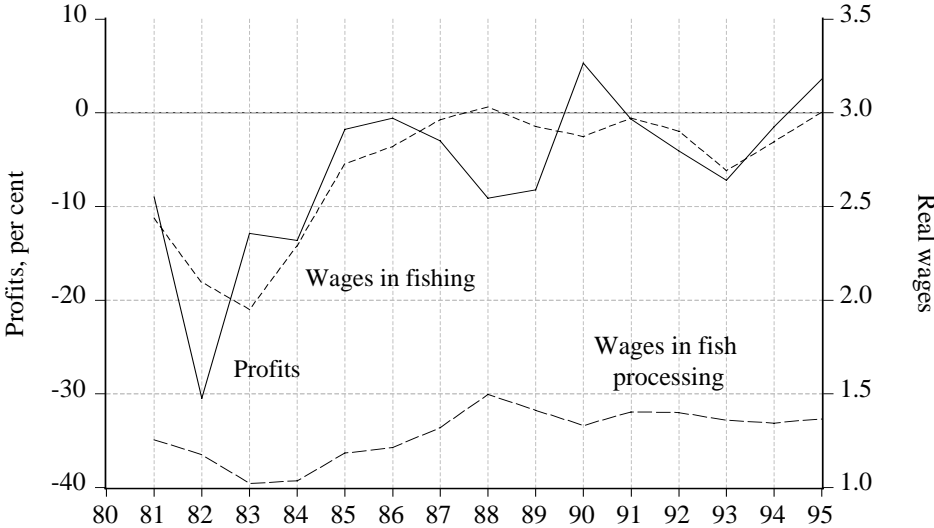 10
0
-10
-20
-30
-40
Profits, per cent
3.5
3.0
2.5
2.0
1.5
1.0
Real wages
Wages in fishing
Profits
Wages in fish
processing
80 81 82 83 84 85 86 87 88 89 90 91 92 93 94 95